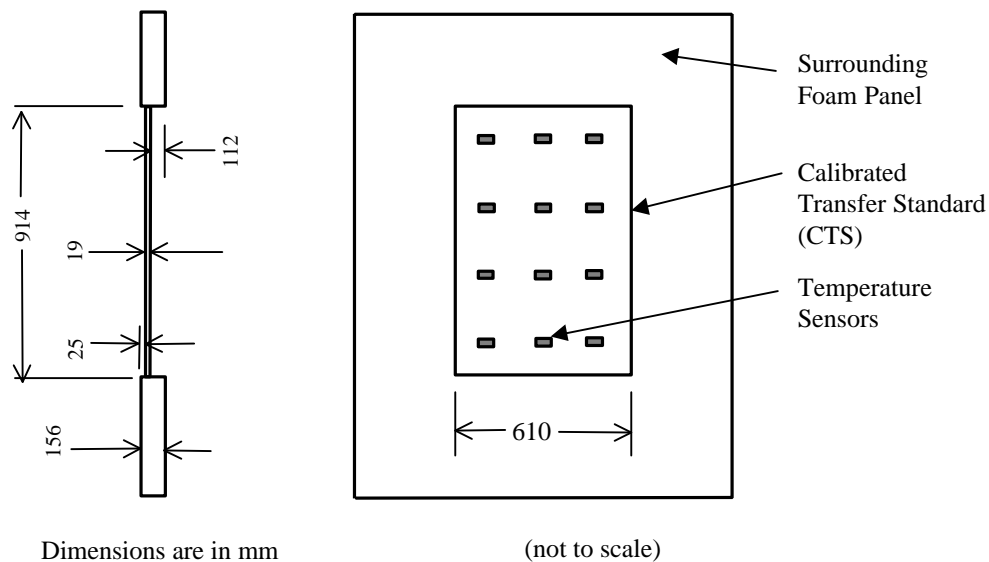 112
914
19
25
156
610
Surrounding
Foam Panel
Calibrated
Transfer Standard
(CTS)
Temperature
Sensors
Dimensions are in mm
(not to scale)